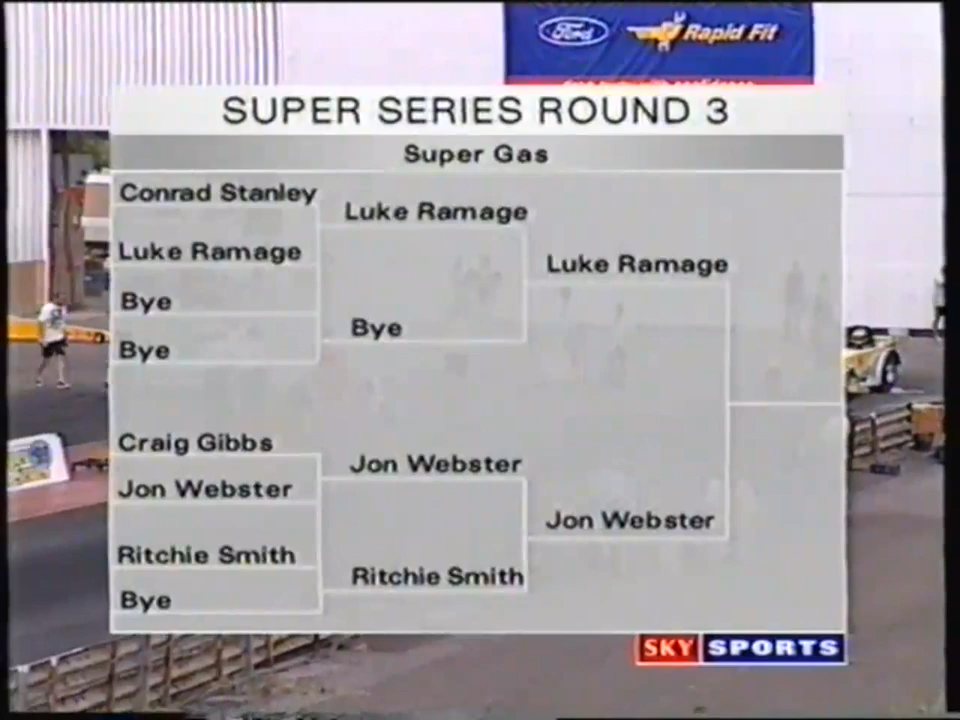 Ford Rapid Fit
SUPER SERIES ROUND 3
Super Gas
Conrad Stanley
Luke Ramage
Bye
Bye
Craig Gibbs
Jon Webster
Ritchie Smith
Bye
Luke Ramage
Bye
Jon Webster
Ritchie Smith
Luke Ramage
Jon Webster
SKY SPORTS